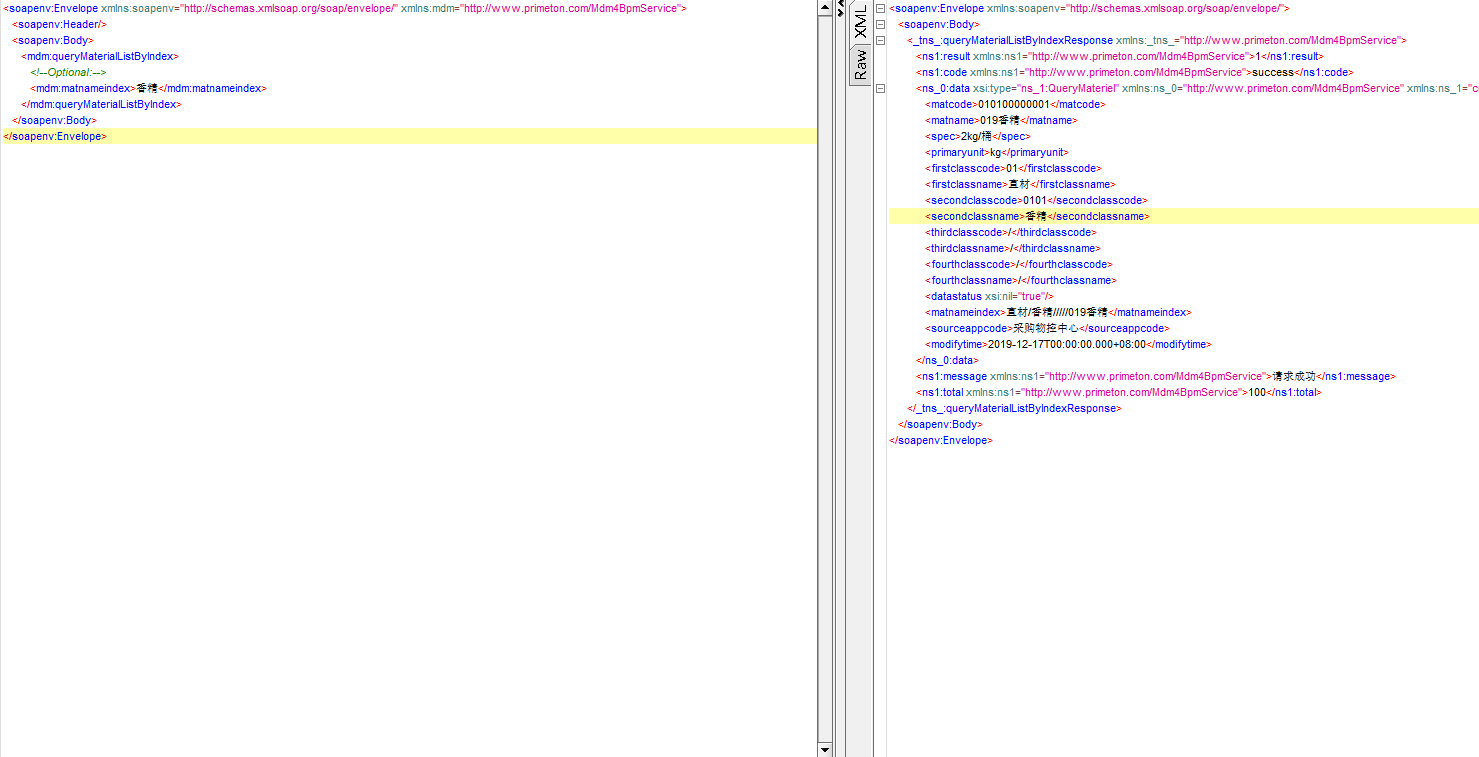 <soapenv:Envelope xmlns:soapenv="http://schemas.xmlsoap.org/soap/envelope/" xmlns:mdm="http://www.primeton.com/Mdm4BpmService">
<soapenv:Header/>
<soapenv:Body>
<mdm:queryMaterialListByIndex>
<!--Optional:-->
<mdm:matnameindex>香精</mdm:matnameindex>
</mdm:queryMaterialListByIndex>
</soapenv:Body>
</soapenv:Envelope>
XML
Raw
<soapenv:Envelope xmlns:soapenv="http://schemas.xmlsoap.org/soap/envelope/">
<soapenv:Body>
<_tns_:queryMaterialListByIndexResponse xmlns:_tns_="http://www.primeton.com/Mdm4BpmService">
<ns1:result xmlns:ns1="http://www.primeton.com/Mdm4BpmService">1</ns1:result>
<ns1:code xmlns:ns1="http://www.primeton.com/Mdm4BpmService">success</ns1:code>
<ns_0:data xsi:type="ns_1:QueryMateriel" xmlns:ns_0="http://www.primeton.com/Mdm4BpmService" xmlns:ns_1="c
<matcode>010100000001</matcode>
<matname>019香精</matname>
<spec>2kg/桶</spec>
<primaryunit>kg</primaryunit>
<firstclasscode>01</firstclasscode>
<firstclassname>直材</firstclassname>
<secondclasscode>0101</secondclasscode>
<secondclassname>香精</secondclassname>
<thirdclasscode>/</thirdclasscode>
<thirdclassname>/</thirdclassname>
<fourthclasscode>/</fourthclasscode>
<fourthclassname>/</fourthclassname>
<datastatus xsi:nil="true"/>
<matnameindex>直材/香精/////019香精</matnameindex>
<sourceappcode>采购物控中心</sourceappcode>
<modifytime>2019-12-17T00:00:00.000+08:00</modifytime>
</ns_0:data>
<ns1:message xmlns:ns1="http://www.primeton.com/Mdm4BpmService">请求成功</ns1:message>
<ns1:total xmlns:ns1="http://www.primeton.com/Mdm4BpmService">100</ns1:total>
</_tns_:queryMaterialListByIndexResponse>
</soapenv:Body>
</soapenv:Envelope>